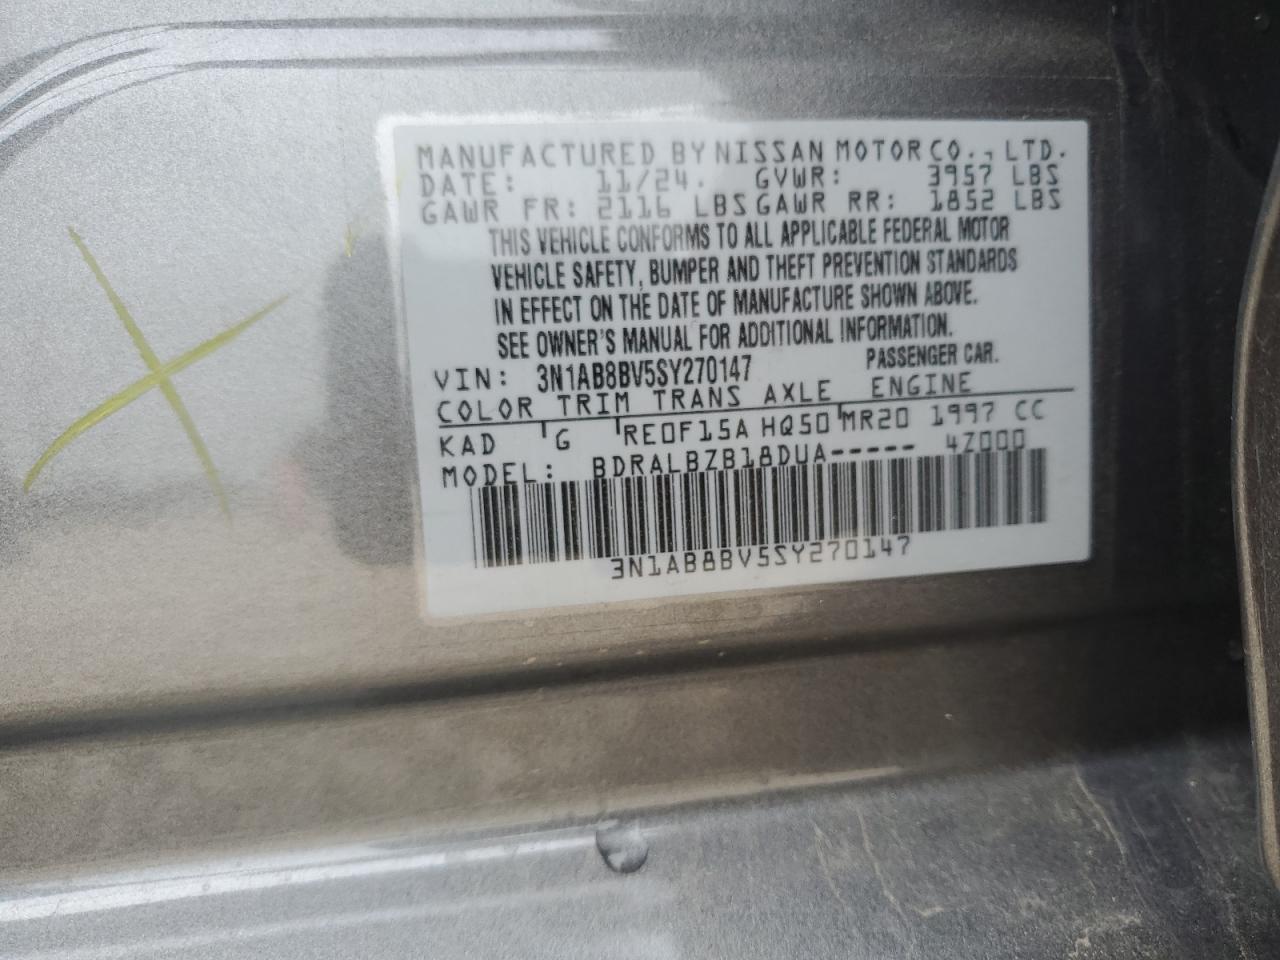 MANUFACTURED BY NISSAN MOTOR CO., LTD.
DATE: 11/24. GVWR: 3957 LBS
GAWR FR: 2116 LBS GAWR RR: 1852 LBS
THIS VEHICLE CONFORMS TO ALL APPLICABLE FEDERAL MOTOR
VEHICLE SAFETY, BUMPER AND THEFT PREVENTION STANDARDS
IN EFFECT ON THE DATE OF MANUFACTURE SHOWN ABOVE.
SEE OWNER'S MANUAL FOR ADDITIONAL INFORMATION.
VIN: 3N1AB8BV5SY270147 PASSENGER CAR.
COLOR TRIM TRANS AXLE ENGINE
KAD G RE0F15A HQ50 MR20 1997 CC
MODEL: BDRALBZB18DUA----- 4Z000
3N1AB8BV5SY270147